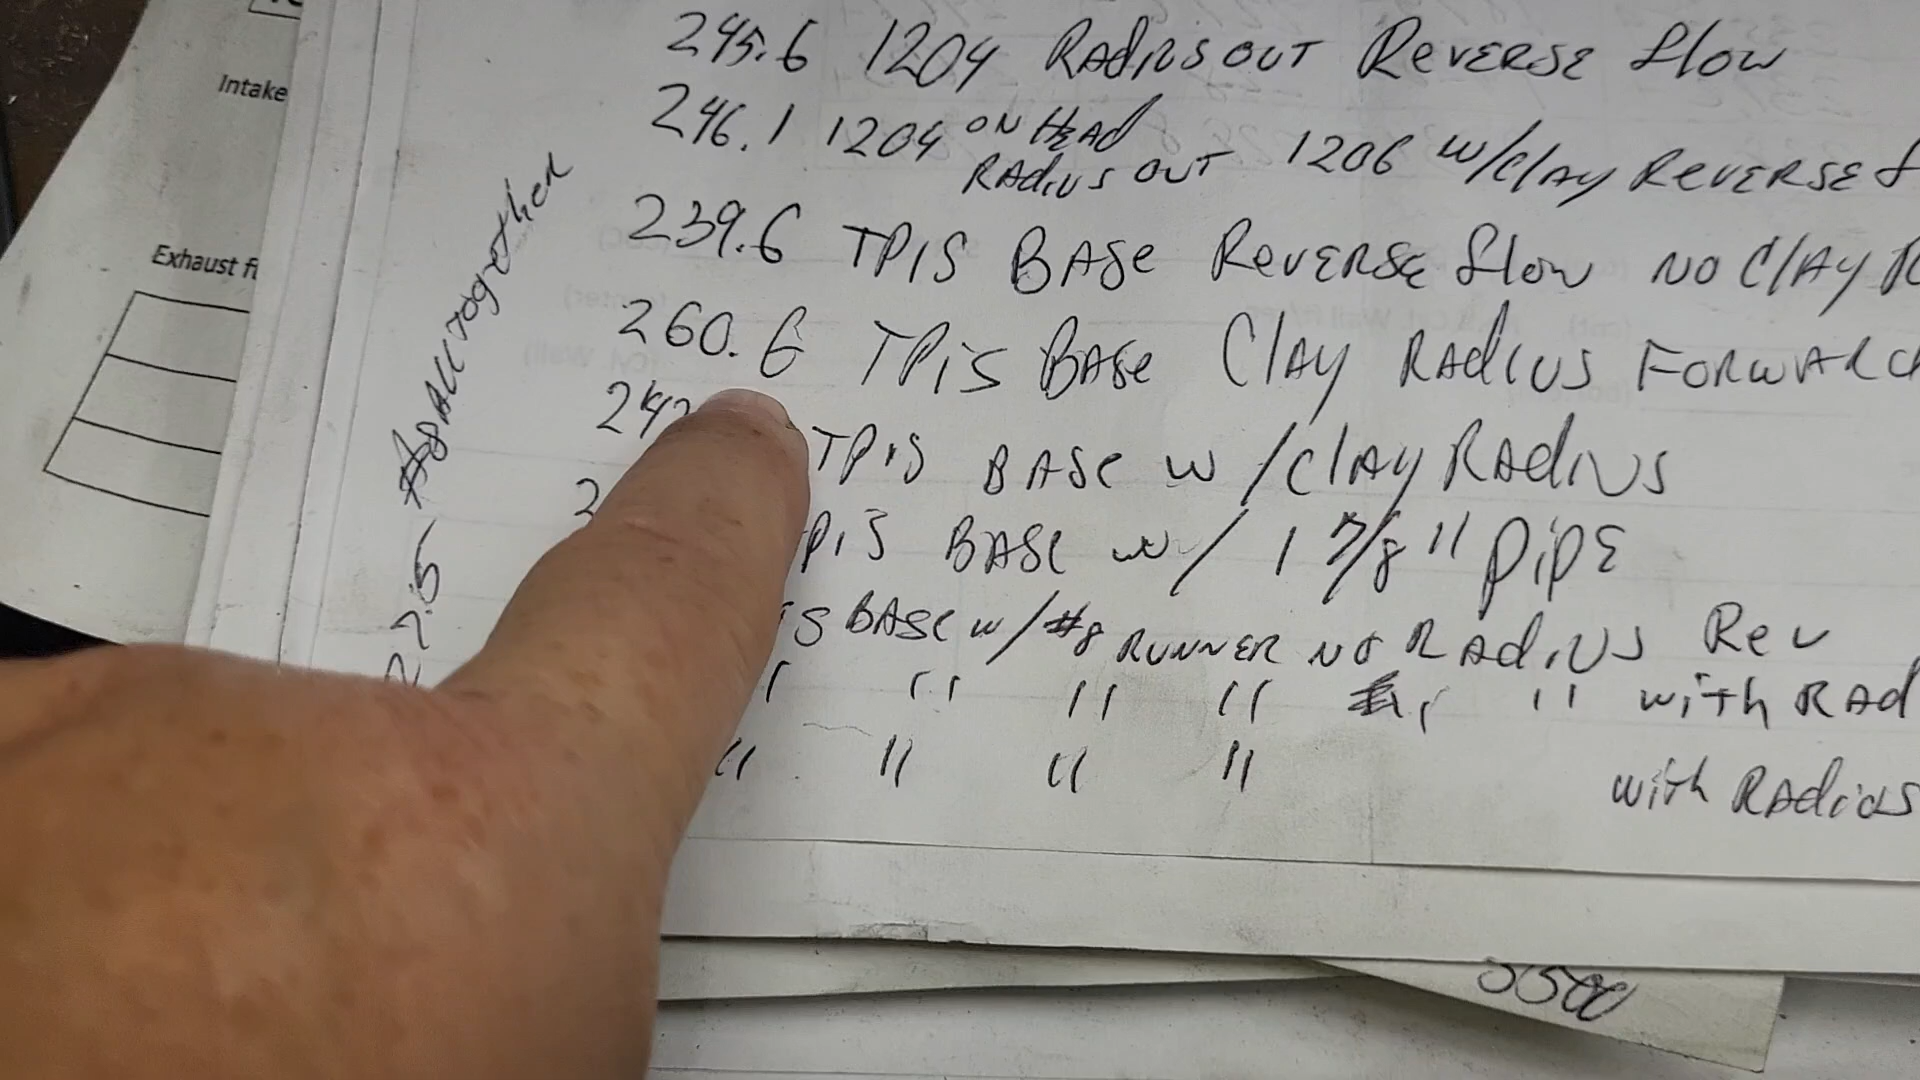 Intake
Exhaust
245.6 1204 Radius out Reverse flow
246.1 1204 ON HEAD RADIUS OUT 1206 w/Clay Reverse
239.6 TPIS BASE Reverse flow NO Clay
260.6 TPIS BASE Clay Radius FORWARD
TPIS BASE w/Clay Radius
BASE w/ 1 7/8" pipe
BASE w/ #8 RUNNER NO RADIUS Rev
" " " " " with RAD
" " " " with Radius
All together
5500